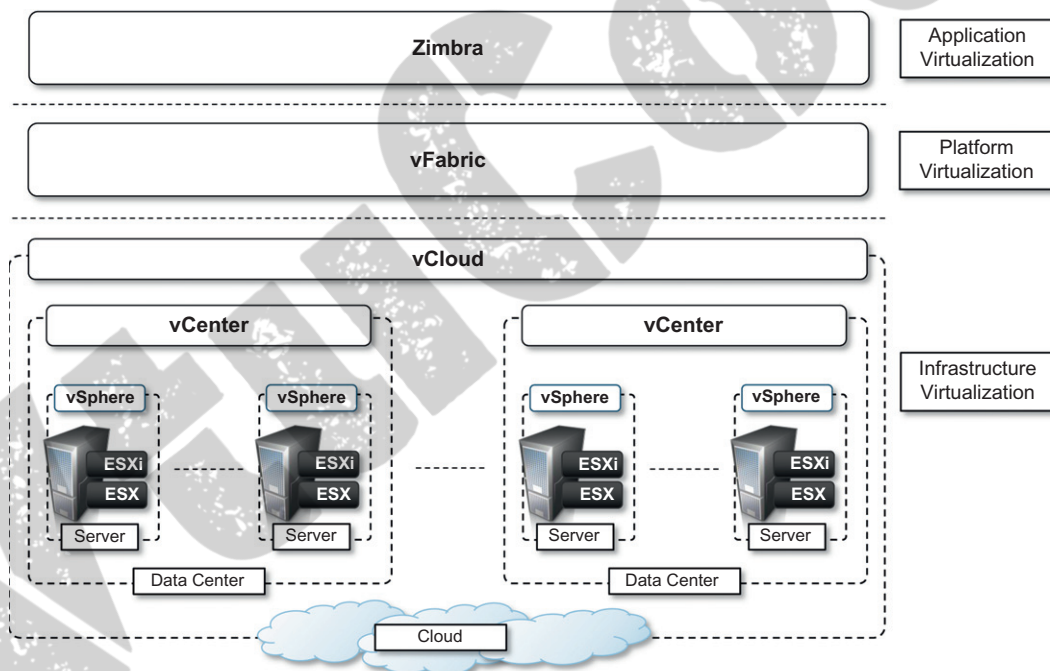 Zimbra
Application
Virtualization
vFabric
Platform
Virtualization
vCloud
vCenter
vCenter
Infrastructure
Virtualization
vSphere
vSphere
vSphere
vSphere
ESXi
ESX
ESXi
ESX
ESXi
ESX
ESXi
ESX
Server
Server
Server
Server
Data Center
Data Center
Cloud